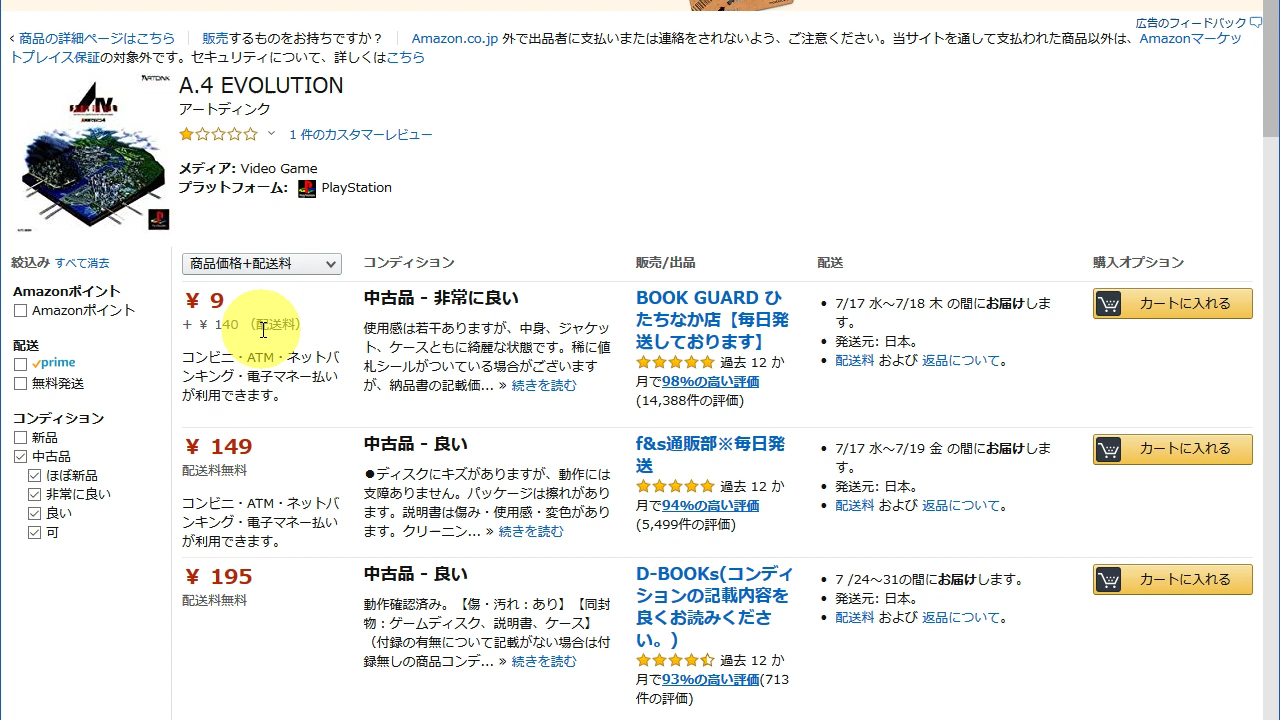 広告のフィードバック
‹ 商品の詳細ページはこちら | 販売するものをお持ちですか？ | Amazon.co.jp 外で出品者に支払いまたは連絡をされないよう、ご注意ください。当サイトを通して支払われた商品以外は、Amazonマーケッ
トプレイス保証の対象外です。セキュリティについて、詳しくはこちら
ARTDINK
A.4 EVOLUTION
アートディンク
1 件のカスタマーレビュー
メディア: Video Game
プラットフォーム: PlayStation
絞込み すべて消去
Amazonポイント
Amazonポイント
配送
prime
無料発送
コンディション
新品
中古品
ほぼ新品
非常に良い
良い
可
商品価格+配送料 コンディション 販売/出品 配送 購入オプション
￥ 9
+ ￥ 140 （配送料）
コンビニ・ATM・ネットバ
ンキング・電子マネー払い
が利用できます。
中古品 - 非常に良い
使用感は若干ありますが、中身、ジャケッ
ト、ケースともに綺麗な状態です。稀に値
札シールがついている場合がございます
が、納品書の記載価... » 続きを読む
BOOK GUARD ひ
たちなか店【毎日発
送しております】
過去 12 か
月で98%の高い評価
(14,388件の評価)
• 7/17 水～7/18 木 の間にお届けしま
す。
• 発送元: 日本。
• 配送料 および 返品について。
カートに入れる
￥ 149
配送料無料
コンビニ・ATM・ネットバ
ンキング・電子マネー払い
が利用できます。
中古品 - 良い
●ディスクにキズがありますが、動作には
支障ありません。パッケージは擦れがあり
ます。説明書は傷み・使用感・変色があり
ます。クリーニン... » 続きを読む
f&s通販部※毎日発
送
過去 12 か
月で94%の高い評価
(5,499件の評価)
• 7/17 水～7/19 金 の間にお届けしま
す。
• 発送元: 日本。
• 配送料 および 返品について。
カートに入れる
￥ 195
配送料無料
中古品 - 良い
動作確認済み。【傷・汚れ：あり】【同封
物：ゲームディスク、説明書、ケース】
（付録の有無について記載がない場合は付
録無しの商品コンデ... » 続きを読む
D-BOOKs(コンディ
ションの記載内容を
良くお読みくださ
い。)
過去 12 か
月で93%の高い評価(713
件の評価)
• 7 /24～31の間にお届けします。
• 発送元: 日本。
• 配送料 および 返品について。
カートに入れる